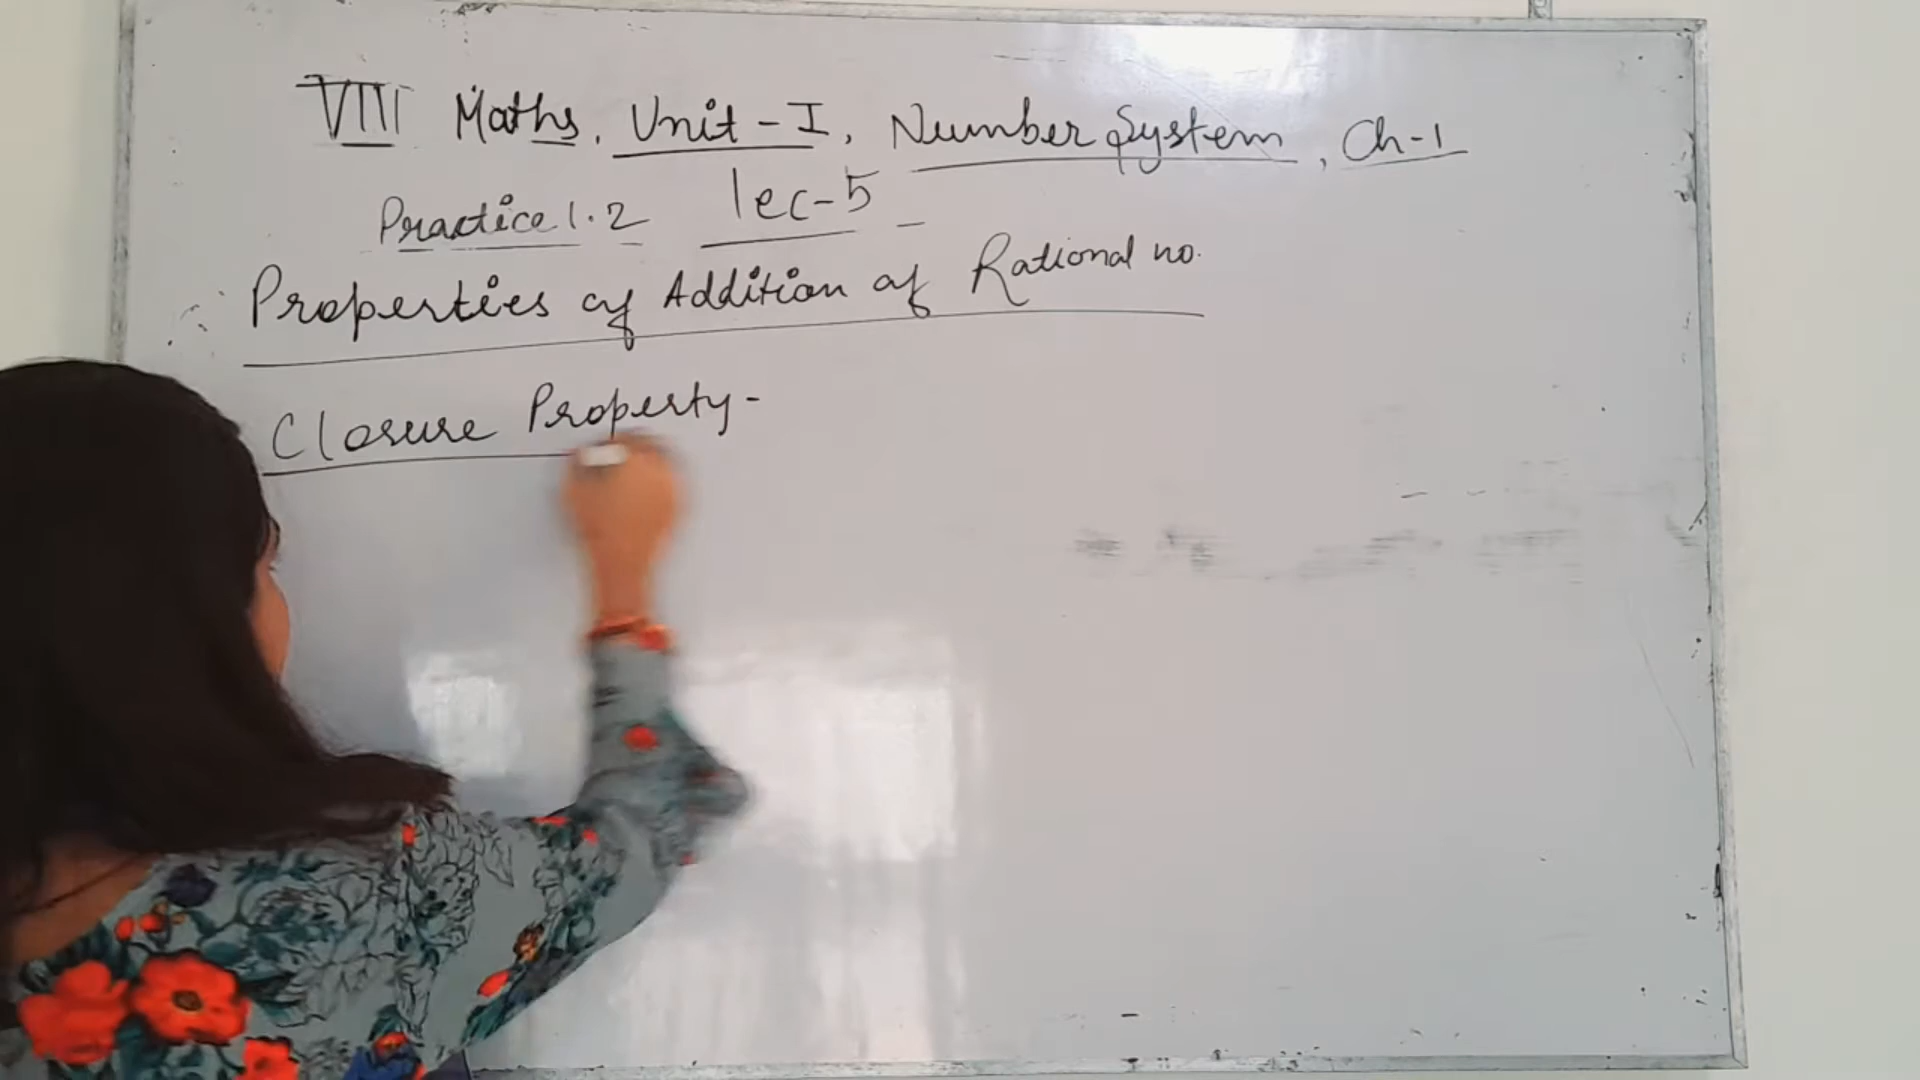 VIII Maths, Unit-I, Number System, Ch-1
Practice 1.2 lec-5
Properties of Addition of Rational no.
Closure Property-